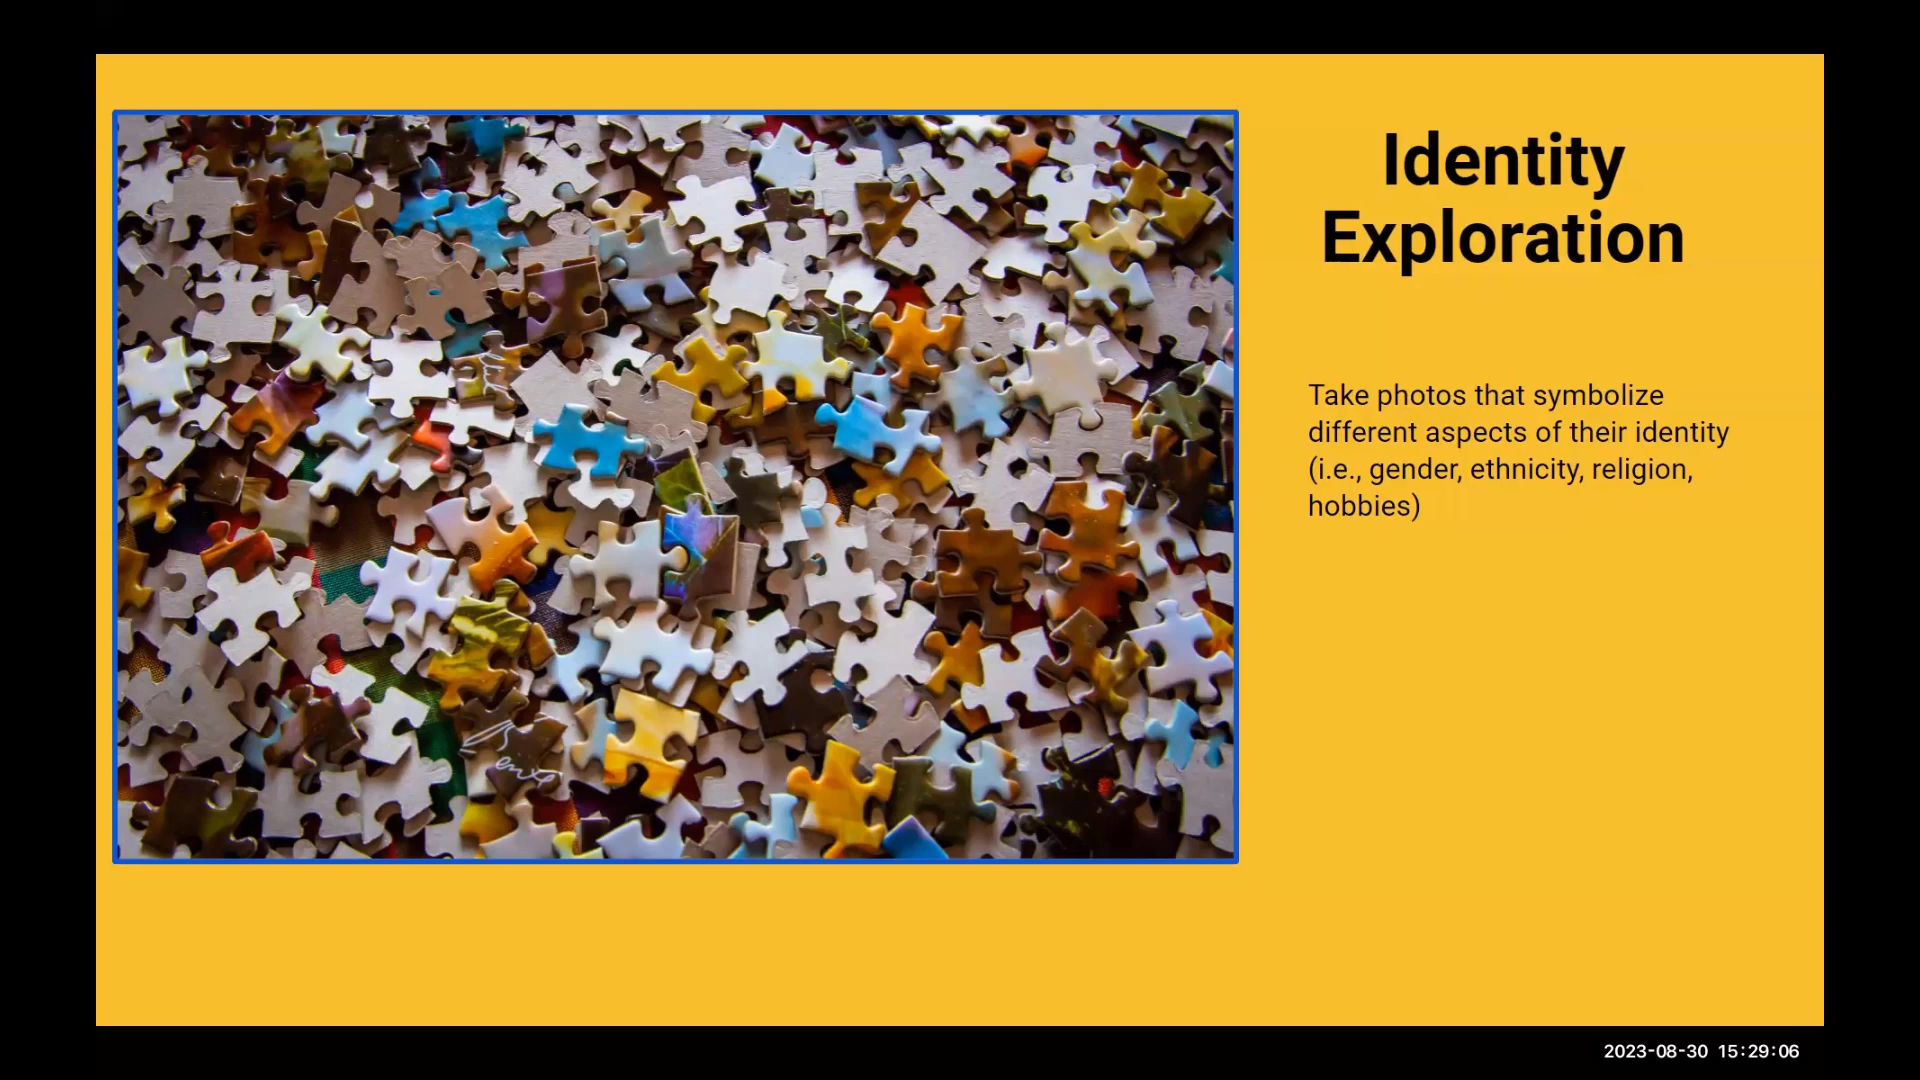 Identity
Exploration
Take photos that symbolize
different aspects of their identity
(i.e., gender, ethnicity, religion,
hobbies)
2023-08-30 15:29:06